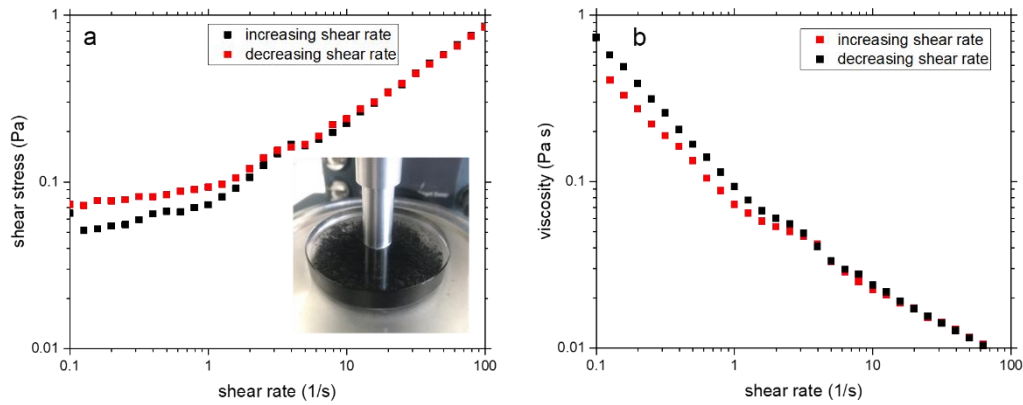 a
increasing shear rate
decreasing shear rate
shear stress (Pa)
1
0.1
0.01
0.1
1
10
100
shear rate (1/s)
b
increasing shear rate
decreasing shear rate
viscosity (Pa s)
1
0.1
0.01
0.1
1
10
100
shear rate (1/s)